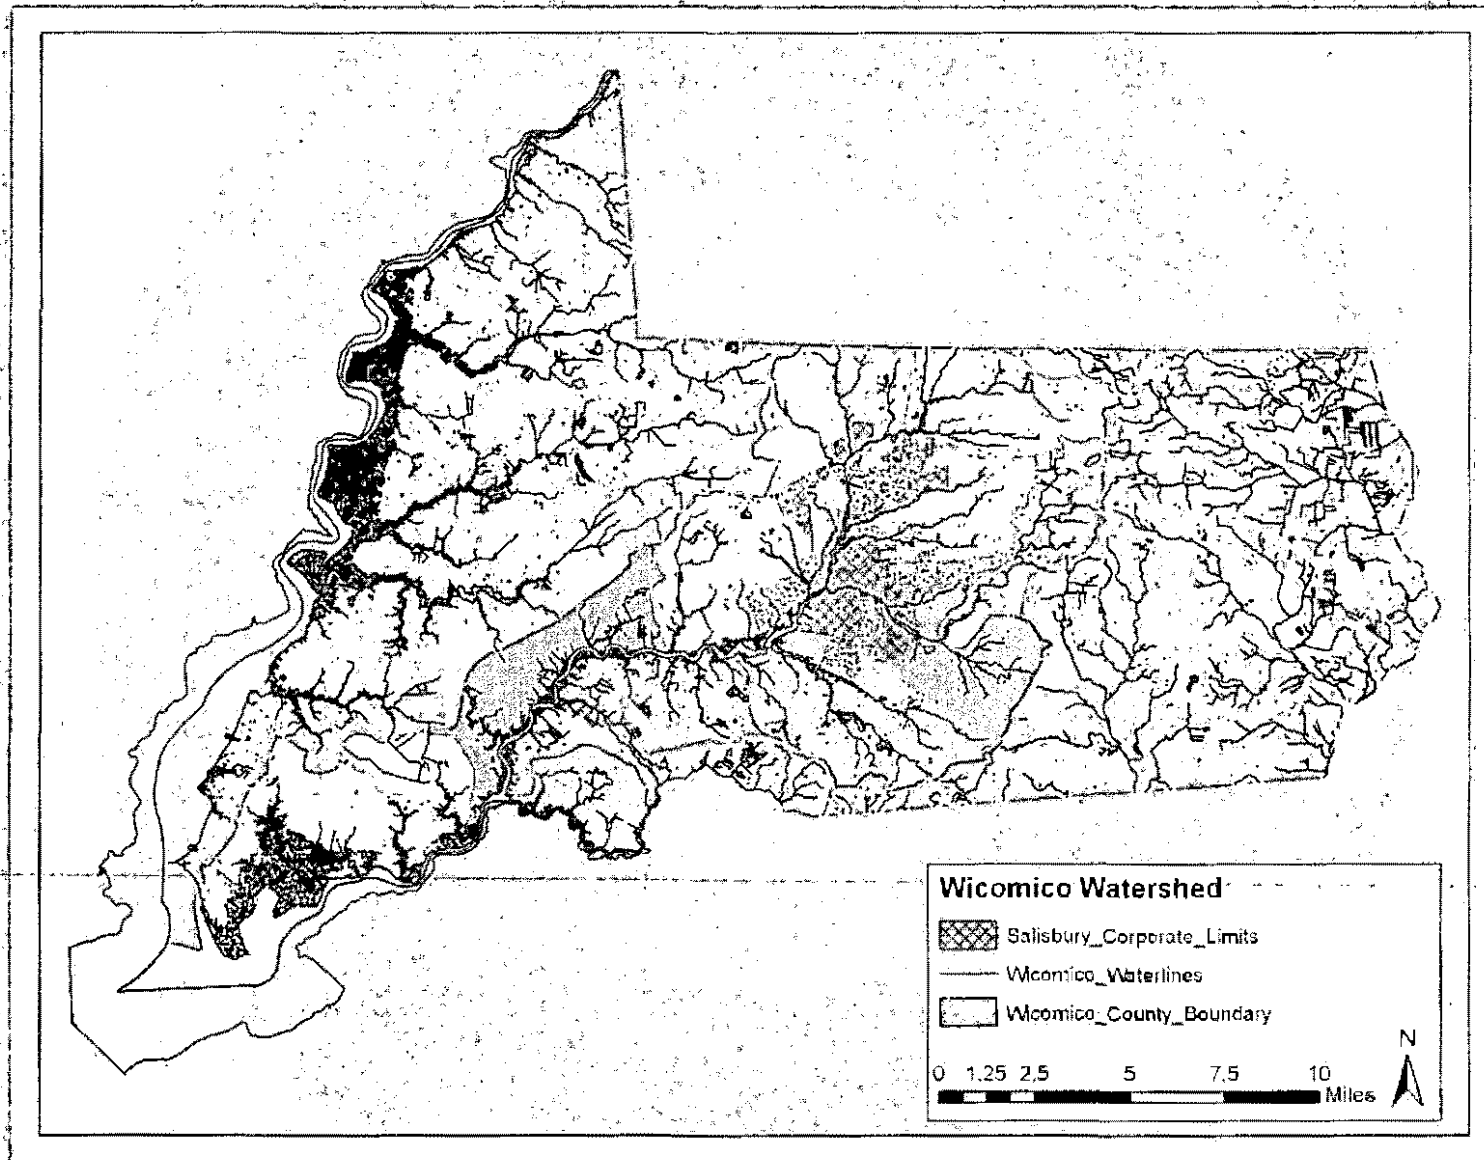 Wicomico Watershed
Salisbury_Corporate_Limits
Wicomico_Waterlines
Wicomico_County_Boundary
N
0 1.25 2.5 5 7.5 10
Miles